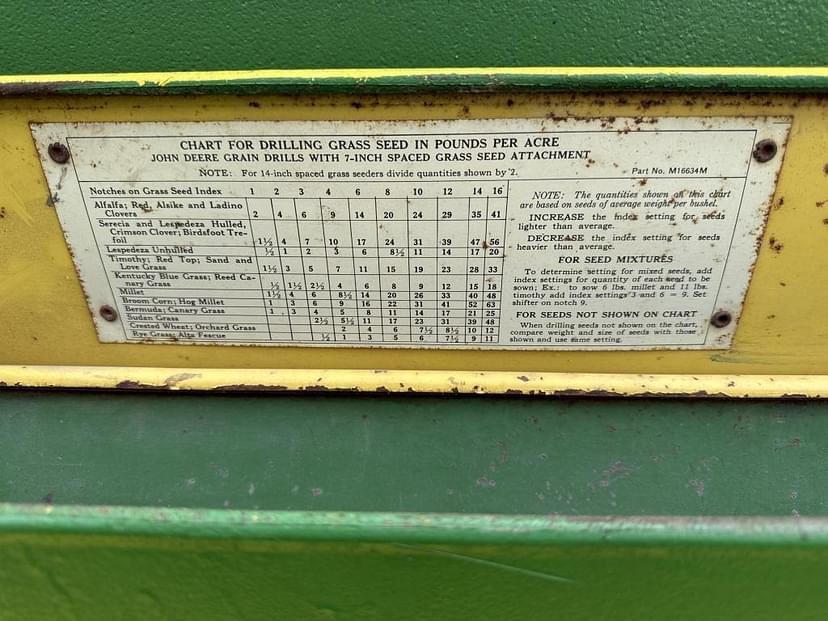 CHART FOR DRILLING GRASS SEED IN POUNDS PER ACRE
JOHN DEERE GRAIN DRILLS WITH 7-INCH SPACED GRASS SEED ATTACHMENT
NOTE: For 14-inch spaced grass seeders divide quantities shown by 2.
Part No. M16634M
Notches on Grass Seed Index 1 2 3 4 6 8 10 12 14 16
Alfalfa; Red, Alsike and Ladino
Clovers 2 4 6 9 14 20 24 29 35 41
Serecia and Lespedeza Hulled,
Crimson Clover; Birdsfoot Tre-
foil 1½ 4 7 10 17 24 31 39 47 56
Lespedeza Unhulled ½ 1 2 3 6 8½ 11 14 17 20
Timothy; Red Top; Sand and
Love Grass 1½ 3 5 7 11 15 19 23 28 33
Kentucky Blue Grass; Reed Ca-
nary Grass ½ 1½ 2½ 4 6 8 9 12 15 18
Millet 1½ 4 6 8½ 14 20 26 33 40 48
Broom Corn; Hog Millet 1 3 6 9 16 22 31 41 52 63
Bermuda; Canary Grass 1 3 4 5 8 11 14 17 21 25
Sudan Grass 2½ 5½ 11 17 23 31 39 48
Crested Wheat; Orchard Grass 2 4 6 7½ 8½ 10 12
Rye Grass; Alta Fescue ½ 1 3 5 6 7½ 9 11
NOTE: The quantities shown on this chart
are based on seeds of average weight per bushel.
INCREASE the index setting for seeds
lighter than average.
DECREASE the index setting for seeds
heavier than average.
FOR SEED MIXTURES
To determine setting for mixed seeds, add
index settings for quantity of each seed to be
sown; Ex.: to sow 6 lbs. millet and 11 lbs.
timothy add index settings 3 and 6 = 9. Set
shifter on notch 9.
FOR SEEDS NOT SHOWN ON CHART
When drilling seeds not shown on the chart,
compare weight and size of seeds with those
shown and use same setting.